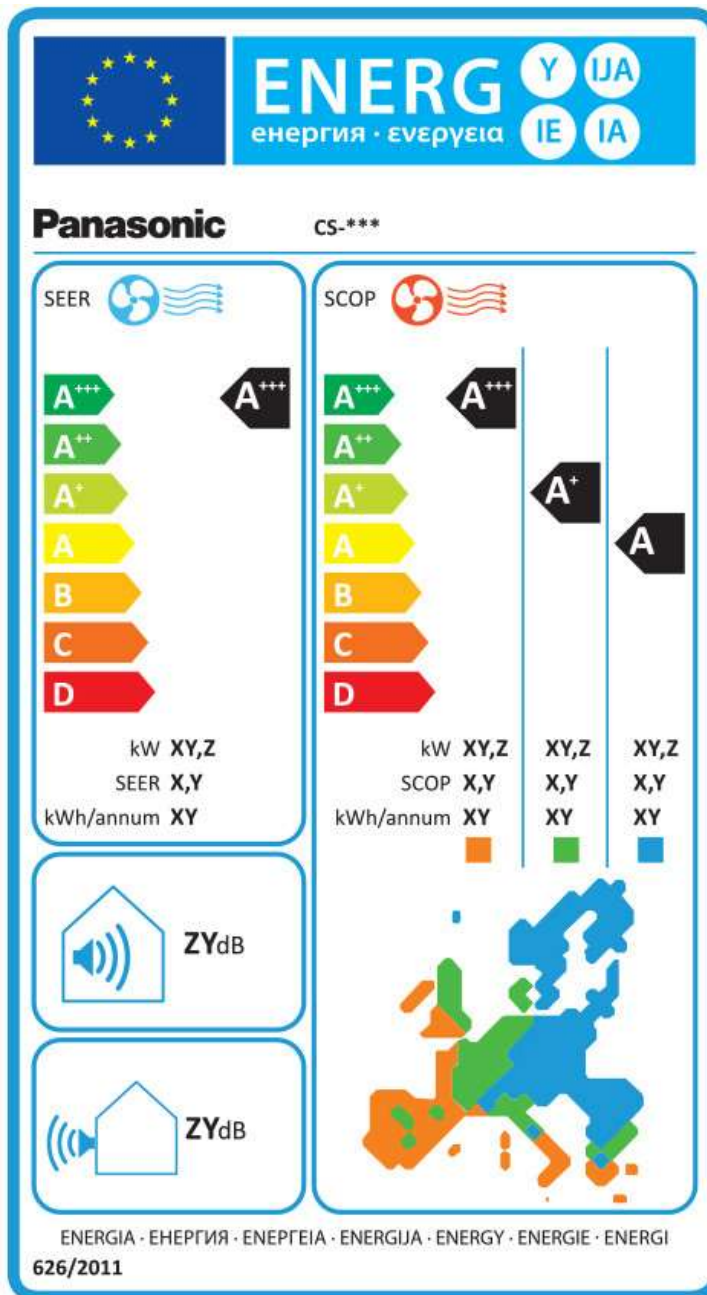 ENERG Y IJA
енергия · ενεργεια IE IA
Panasonic CS-***
SEER
A+++ A+++
A++
A+
A
B
C
D
kW XY,Z
SEER X,Y
kWh/annum XY
SCOP
A+++ A+++
A++
A+ A+
A A
B
C
D
kW XY,Z XY,Z XY,Z
SCOP X,Y X,Y X,Y
kWh/annum XY XY XY
ZYdB
ZYdB
ENERGIA · ЕНЕРГИЯ · ΕΝΕΡΓΕΙΑ · ENERGIJA · ENERGY · ENERGIE · ENERGI
626/2011